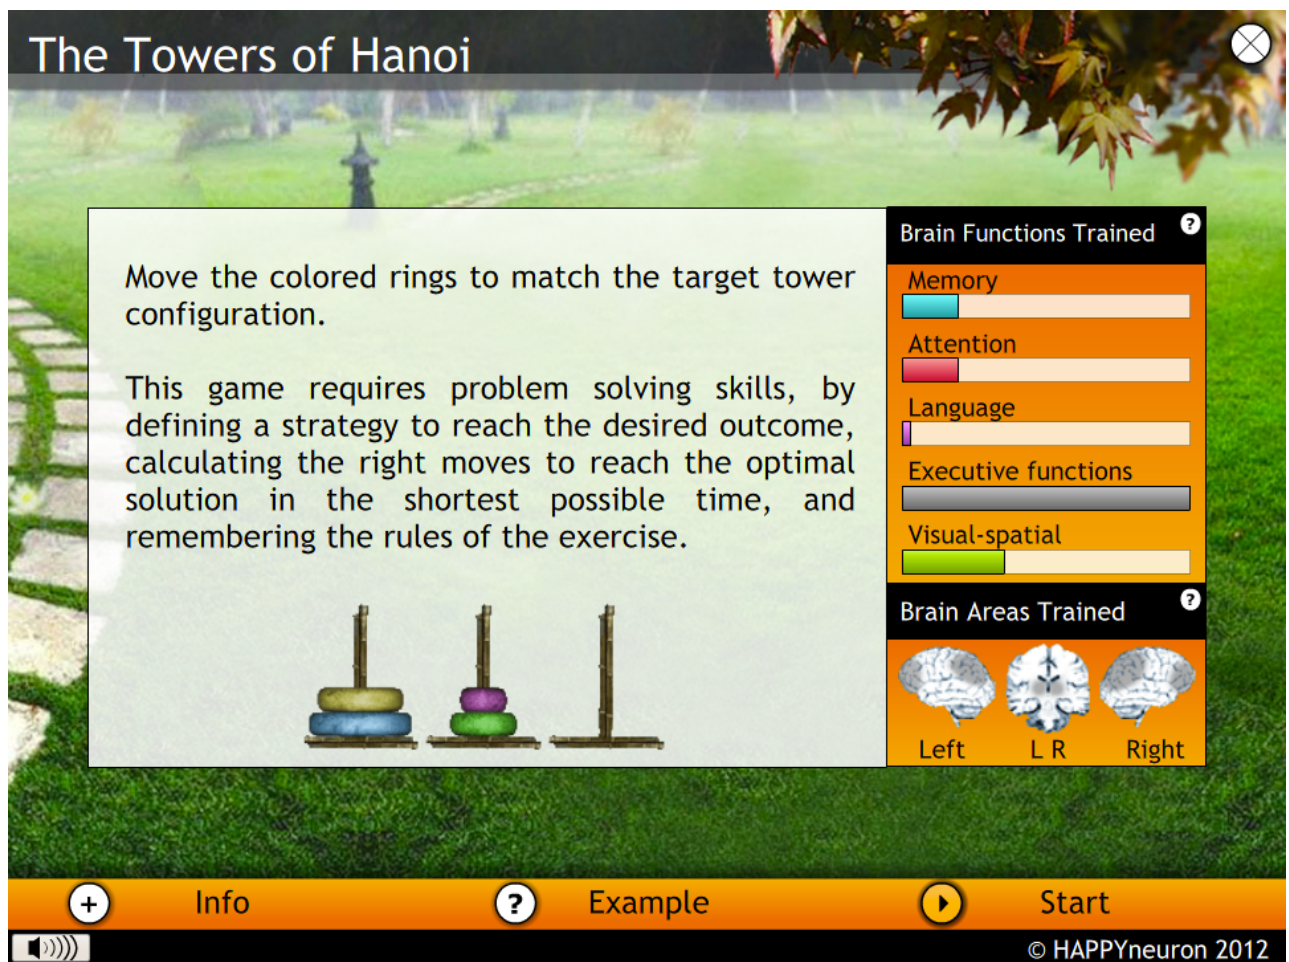 The Towers of Hanoi
Move the colored rings to match the target tower
configuration.
This game requires problem solving skills, by
defining a strategy to reach the desired outcome,
calculating the right moves to reach the optimal
solution in the shortest possible time, and
remembering the rules of the exercise.
Brain Functions Trained ?
Memory
Attention
Language
Executive functions
Visual-spatial
Brain Areas Trained ?
Left L R Right
+ Info ? Example Start
© HAPPYneuron 2012